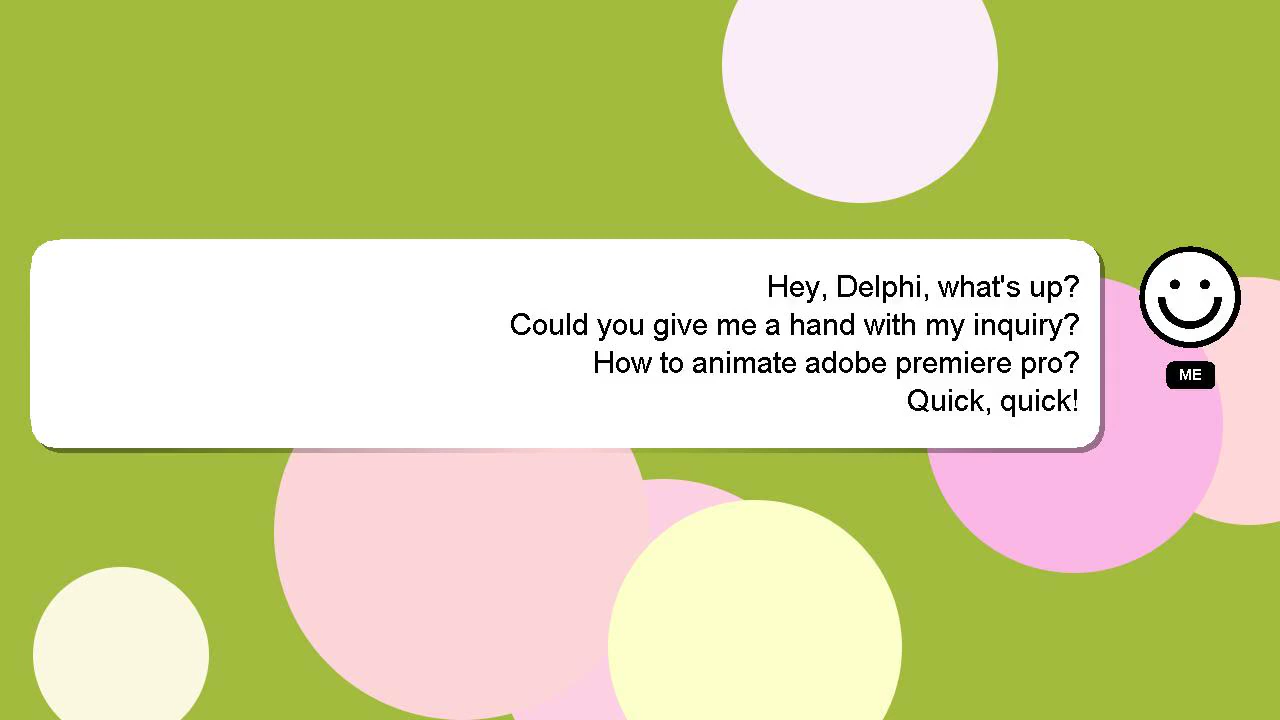 Hey, Delphi, what's up?
Could you give me a hand with my inquiry?
How to animate adobe premiere pro?
Quick, quick!
ME